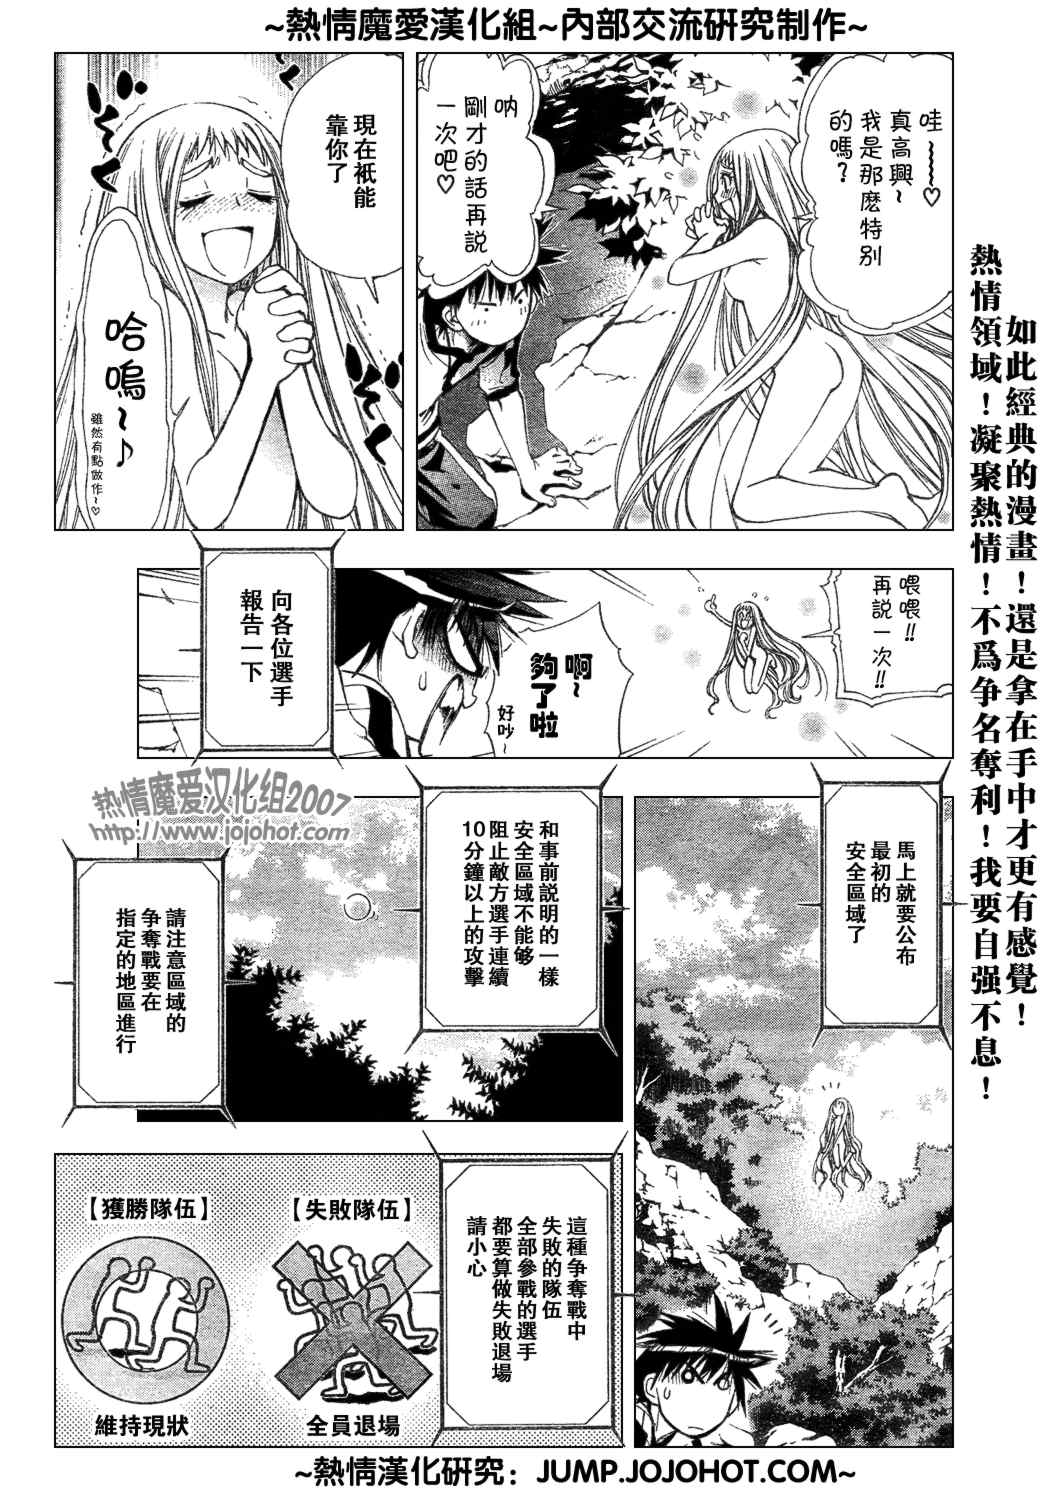 ~熱情魔愛漢化組~內部交流研究制作~
哇~~~♡
真高興~
我是那麽特別
的嗎?
吶
剛才的話再說
一次吧♡
現在衹能
靠你了
哈嗚~♪
雖然有點做作~♡
如此經典的漫畫！還是拿在手中才更有感覺！
熱情領域！凝聚熱情！不爲争名奪利！我要自强不息！
喂喂!!
再説一次!!
啊~
夠了啦
好吵~
向各位選手
報告一下
馬上就要公布
最初的
安全區域了
和事前説明的一樣
安全區域不能够
阻止敵方選手連續
10分鐘以上的攻擊
請注意區域的
争奪戰要在
指定的地區進行
熱情魔爱汉化组2007
http://www.jojohot.com
這種争奪戰中
失敗的隊伍
全部參戰的選手
都要算做失敗退場
請小心
【失敗隊伍】
全員退場
【獲勝隊伍】
維持現狀
~熱情漢化研究：JUMP.JOJOHOT.COM~